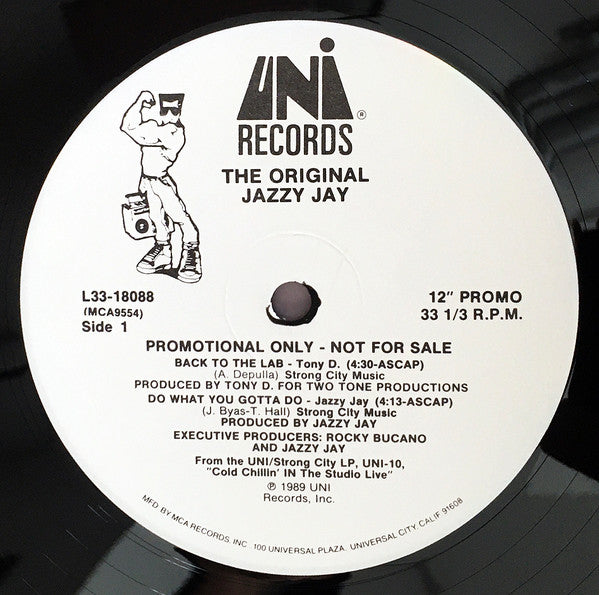 UNI ®
RECORDS
THE ORIGINAL
JAZZY JAY
L33-18088
(MCA9554)
Side 1
12" PROMO
33 1/3 R.P.M.
PROMOTIONAL ONLY - NOT FOR SALE
BACK TO THE LAB - Tony D. (4:30-ASCAP)
(A. Depulla) Strong City Music
PRODUCED BY TONY D. FOR TWO TONE PRODUCTIONS
DO WHAT YOU GOTTA DO - Jazzy Jay (4:13-ASCAP)
(J. Byas-T. Hall) Strong City Music
PRODUCED BY JAZZY JAY
EXECUTIVE PRODUCERS: ROCKY BUCANO
AND JAZZY JAY
From the UNI/Strong City LP, UNI-10,
"Cold Chillin' IN The Studio Live"
℗ 1989 UNI
Records, Inc.
MFD. BY MCA RECORDS, INC., 100 UNIVERSAL PLAZA, UNIVERSAL CITY, CALIF. 91608